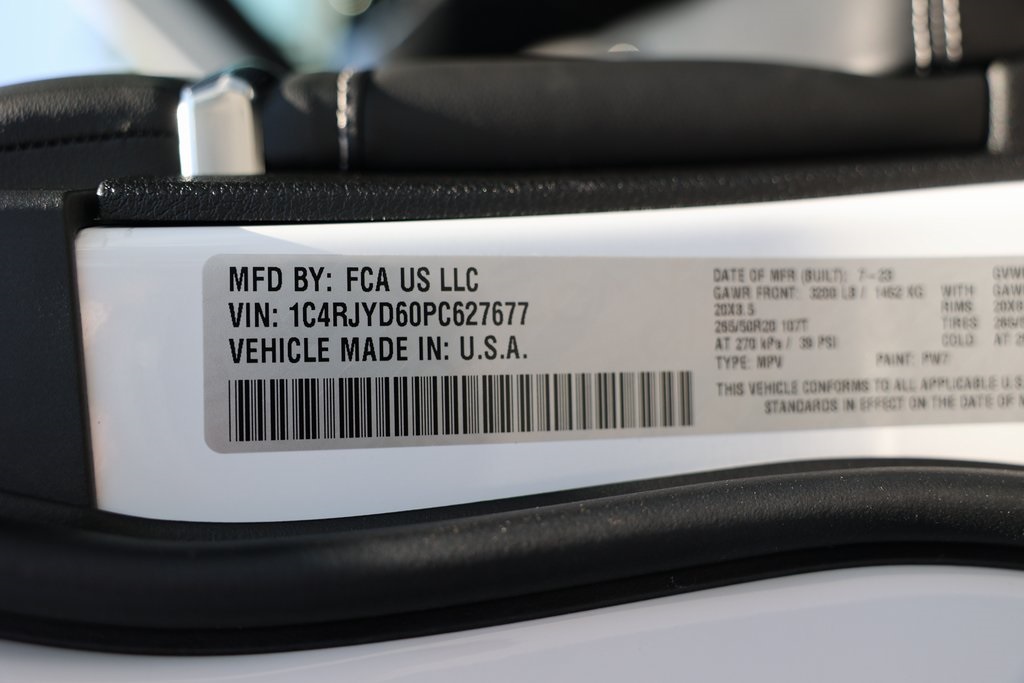 MFD BY: FCA US LLC
VIN: 1C4RJYD60PC627677
VEHICLE MADE IN: U.S.A.
DATE OF MFR (BUILT): 7-23
GAWR FRONT: 3200 LB / 1452 KG WITH
20X8.5 RIMS
265/50R20 107T TIRES
AT 270 kPa / 39 PSI COLD
TYPE: MPV PAINT: PW7
THIS VEHICLE CONFORMS TO ALL APPLICABLE U.S
STANDARDS IN EFFECT ON THE DATE OF M
GVWR
GAWR